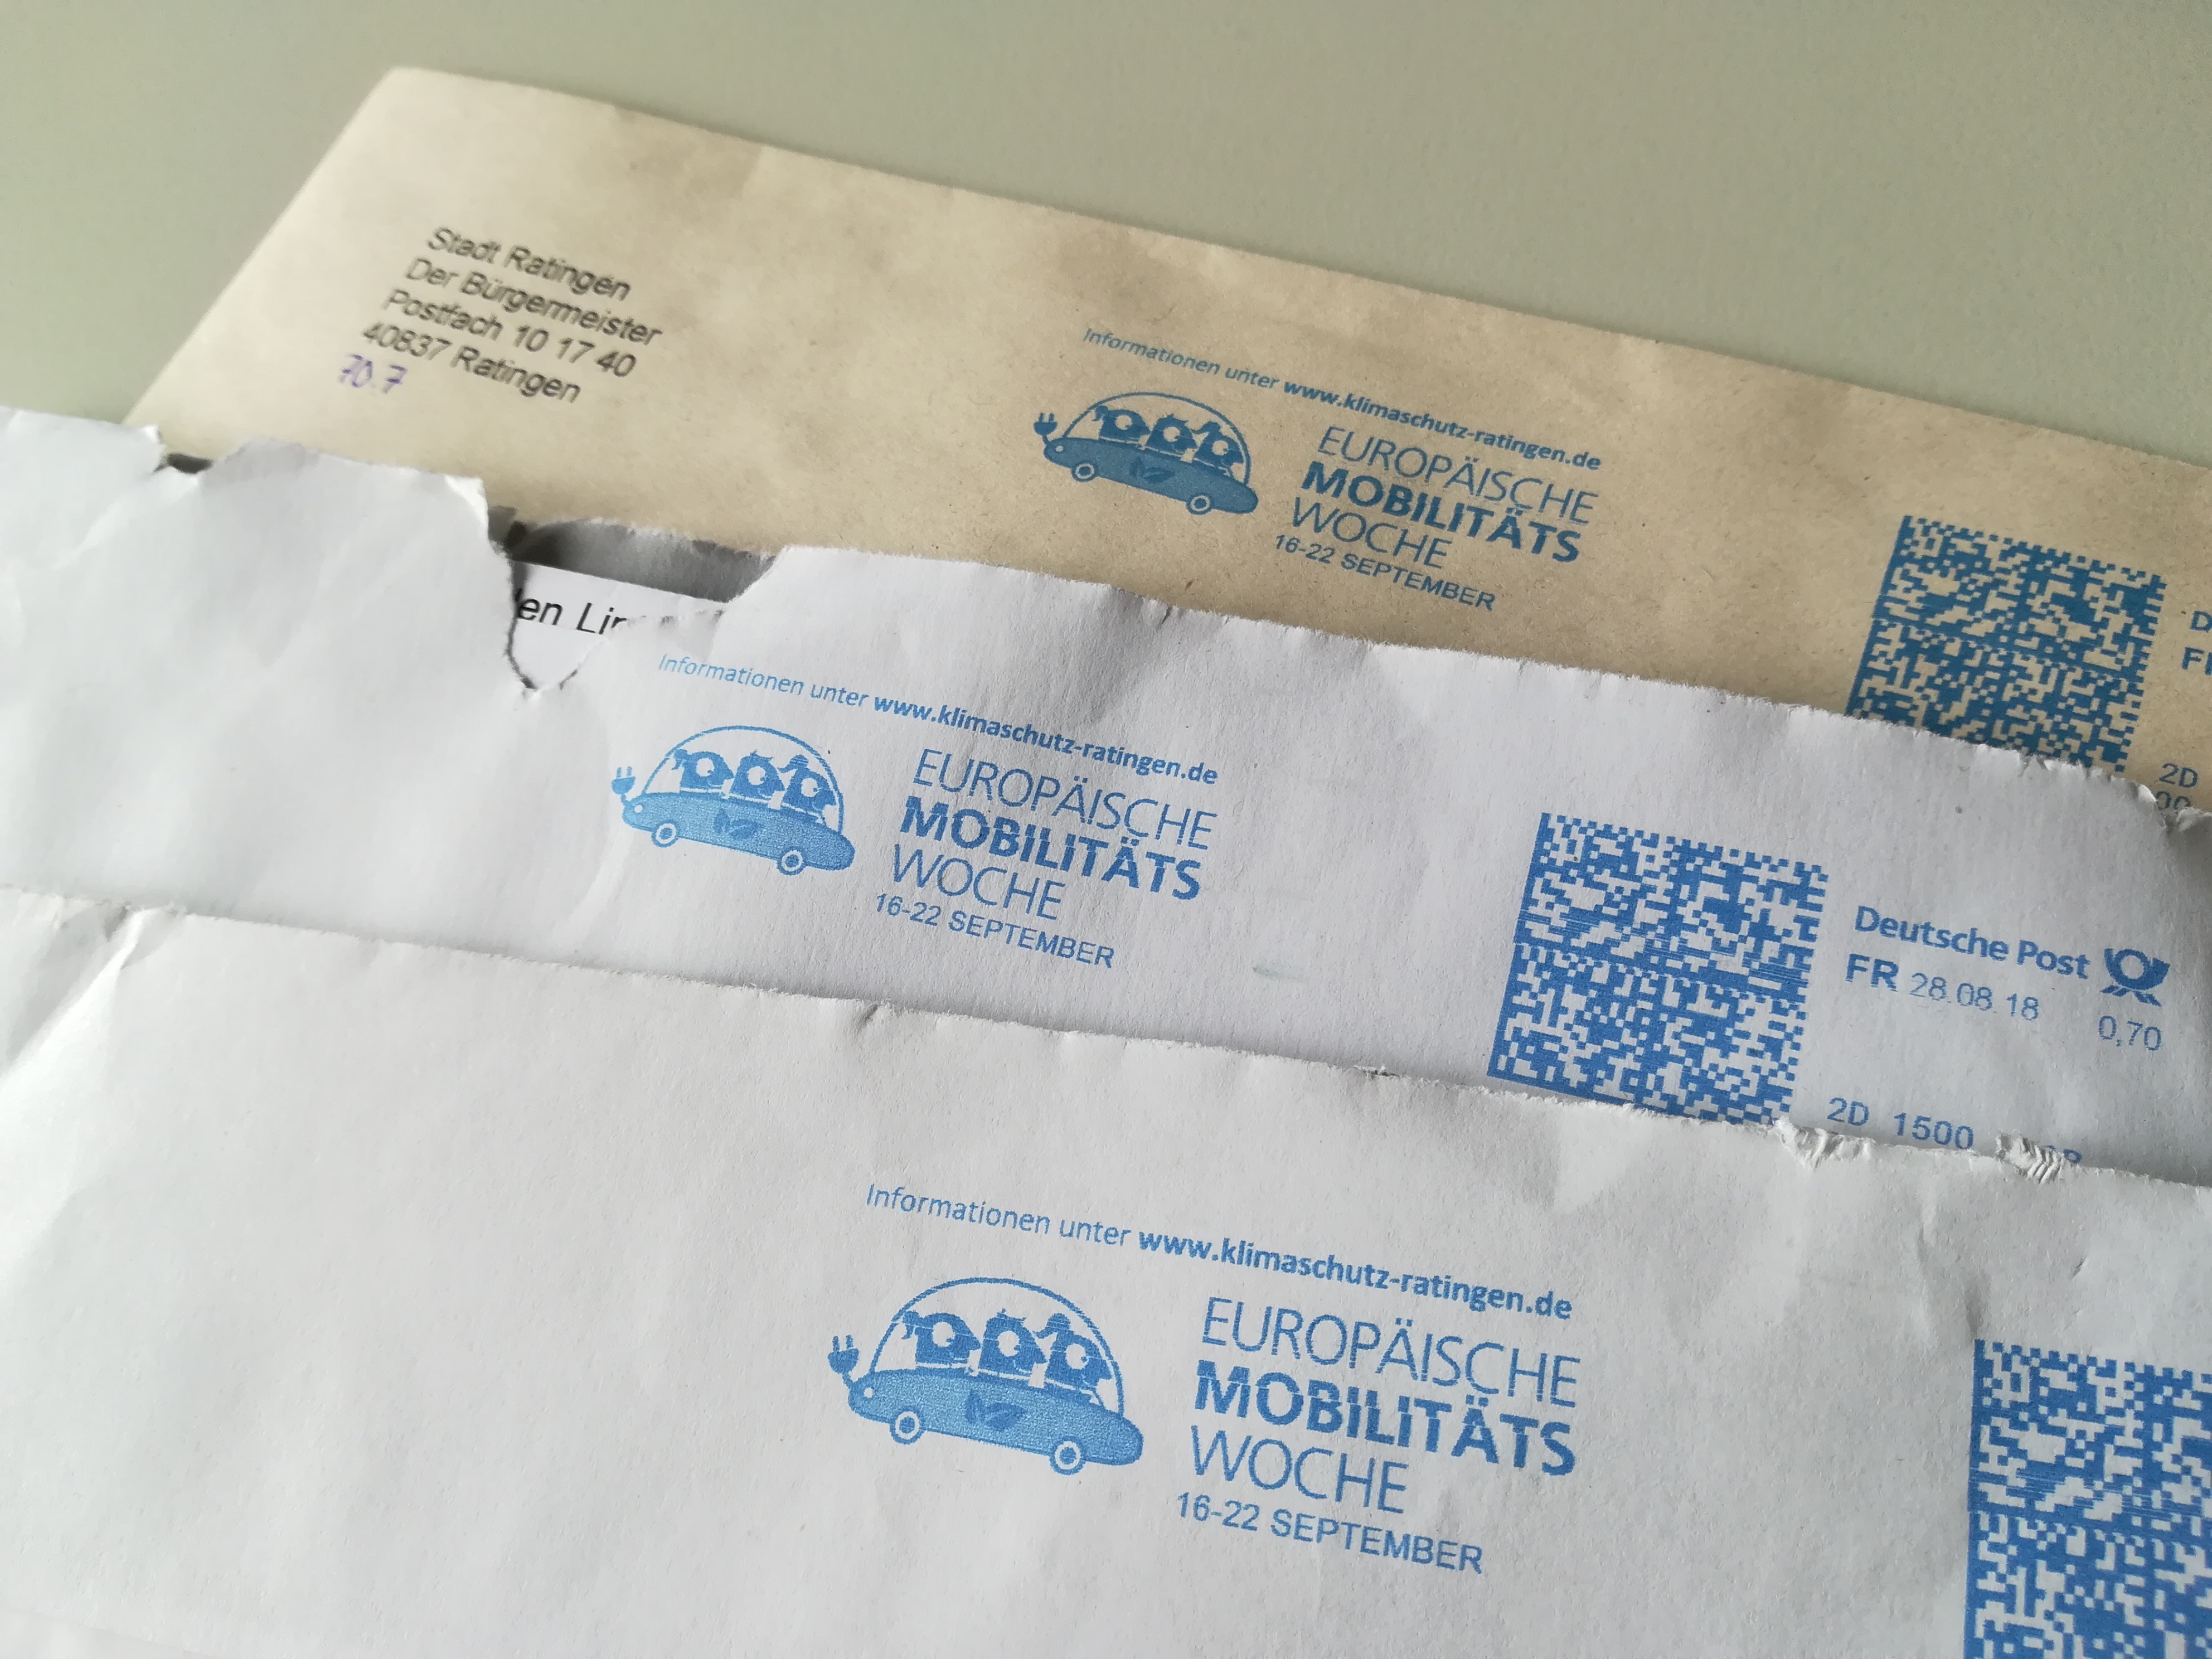 Stadt Ratingen
Der Bürgermeister
Postfach 10 17 40
40837 Ratingen
70.7
Informationen unter www.klimaschutz-ratingen.de
EUROPÄISCHE
MOBILITÄTS
WOCHE
16-22 SEPTEMBER
2D
en
Informationen unter www.klimaschutz-ratingen.de
EUROPÄISCHE
MOBILITÄTS
WOCHE
16-22 SEPTEMBER
Deutsche Post
FR 28.08.18 0,70
2D 1500
Informationen unter www.klimaschutz-ratingen.de
EUROPÄISCHE
MOBILITÄTS
WOCHE
16-22 SEPTEMBER